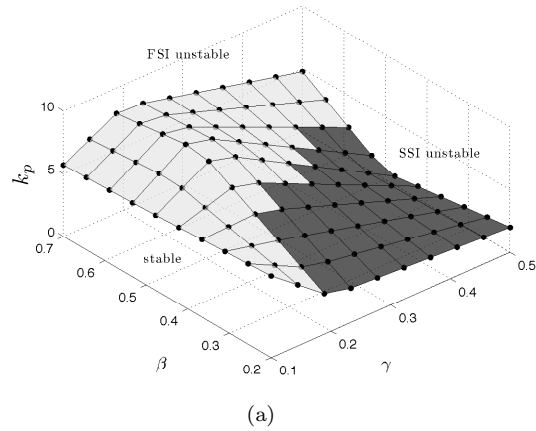 FSI unstable
10
SSI unstable
k_p
5
0
0.7
stable
0.6
0.5
0.5
0.4
0.4
0.3
0.3
β
0.2
γ
0.2
0.1
(a)